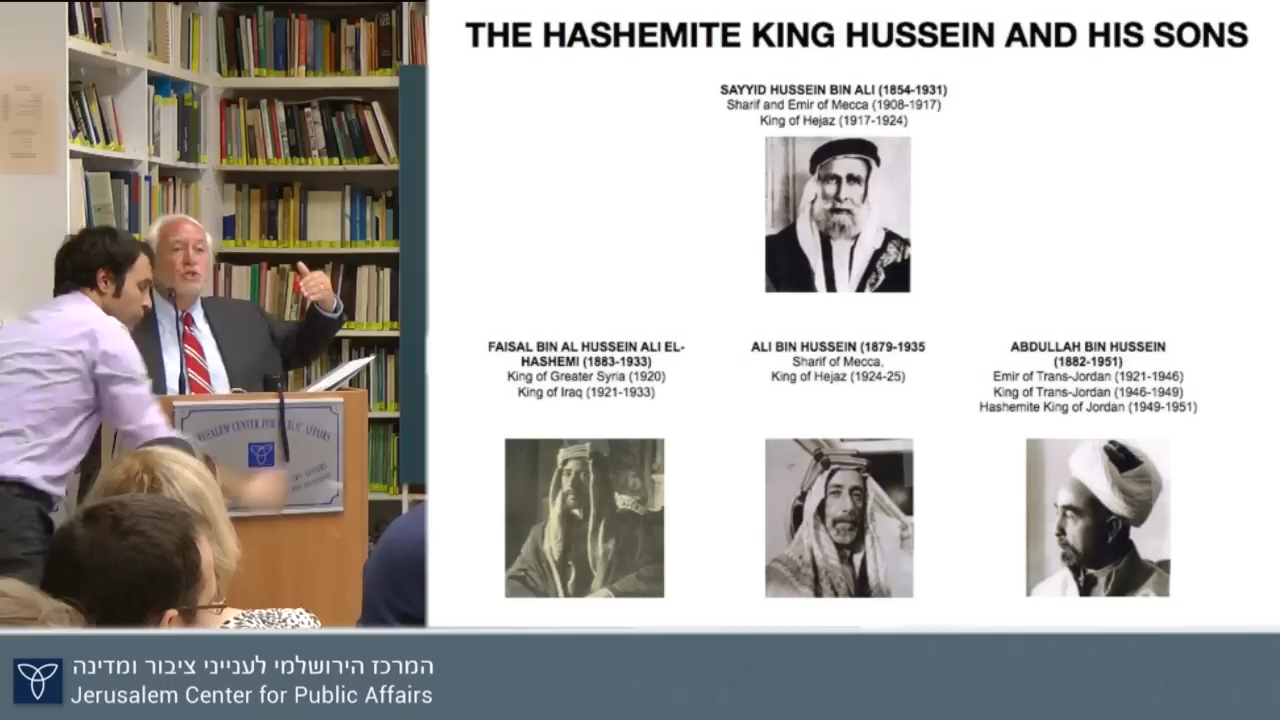 THE HASHEMITE KING HUSSEIN AND HIS SONS
SAYYID HUSSEIN BIN ALI (1854-1931)
Sharif and Emir of Mecca (1908-1917)
King of Hejaz (1917-1924)
FAISAL BIN AL HUSSEIN ALI EL-
HASHEMI (1883-1933)
King of Greater Syria (1920)
King of Iraq (1921-1933)
ALI BIN HUSSEIN (1879-1935
Sharif of Mecca,
King of Hejaz (1924-25)
ABDULLAH BIN HUSSEIN
(1882-1951)
Emir of Trans-Jordan (1921-1946)
King of Trans-Jordan (1946-1949)
Hashemite King of Jordan (1949-1951)
CENTER FOR PUBLIC AFFAIRS
המרכז הירושלמי לענייני ציבור ומדינה
Jerusalem Center for Public Affairs